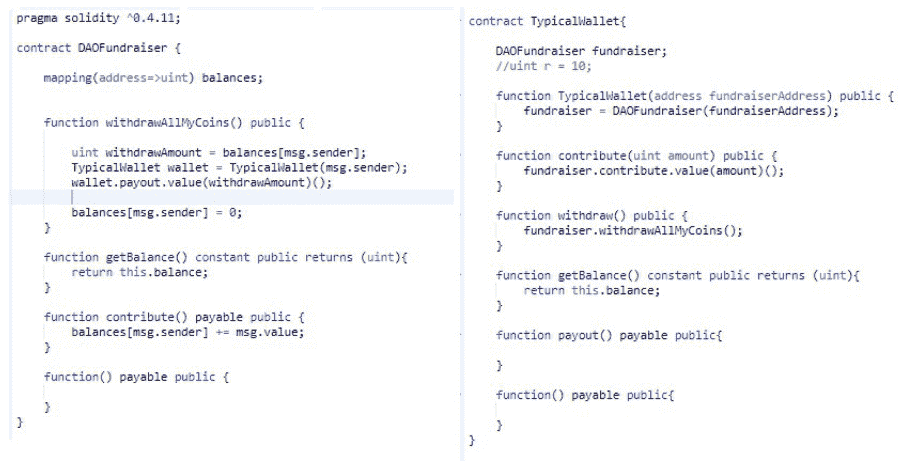 pragma solidity ^0.4.11;
contract DAOFundraiser {
mapping(address=>uint) balances;
function withdrawAllMyCoins() public {
uint withdrawAmount = balances[msg.sender];
TypicalWallet wallet = TypicalWallet(msg.sender);
wallet.payout.value(withdrawAmount)();
balances[msg.sender] = 0;
}
function getBalance() constant public returns (uint){
return this.balance;
}
function contribute() payable public {
balances[msg.sender] += msg.value;
}
function() payable public {
}
}
contract TypicalWallet{
DAOFundraiser fundraiser;
//uint r = 10;
function TypicalWallet(address fundraiserAddress) public {
fundraiser = DAOFundraiser(fundraiserAddress);
}
function contribute(uint amount) public {
fundraiser.contribute.value(amount)();
}
function withdraw() public {
fundraiser.withdrawAllMyCoins();
}
function getBalance() constant public returns (uint){
return this.balance;
}
function payout() payable public{
}
function() payable public{
}
}